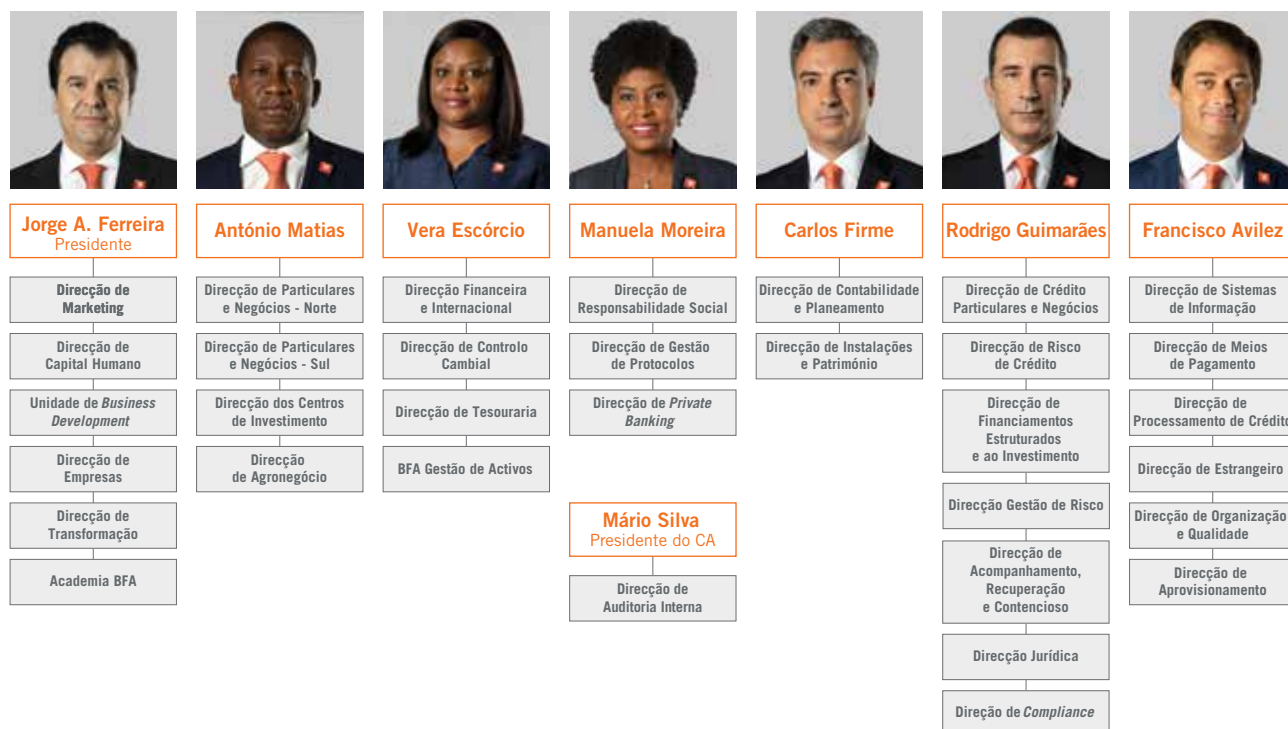 Jorge A. Ferreira
Presidente
Direcção de
Marketing
Direcção de
Capital Humano
Unidade de Business
Development
Direcção de
Empresas
Direcção de
Transformação
Academia BFA
António Matias
Direcção de Particulares
e Negócios - Norte
Direcção de Particulares
e Negócios - Sul
Direcção dos Centros
de Investimento
Direcção
de Agronegócio
Vera Escórcio
Direcção Financeira
e Internacional
Direcção de Controlo
Cambial
Direcção de Tesouraria
BFA Gestão de Activos
Manuela Moreira
Direcção de
Responsabilidade Social
Direcção de Gestão
de Protocolos
Direcção de Private
Banking
Mário Silva
Presidente do CA
Direcção de
Auditoria Interna
Carlos Firme
Direcção de Contabilidade
e Planeamento
Direcção de Instalações
e Património
Rodrigo Guimarães
Direcção de Crédito
Particulares e Negócios
Direcção de Risco
de Crédito
Direcção de
Financiamentos
Estruturados
e ao Investimento
Direcção Gestão de Risco
Direcção de
Acompanhamento,
Recuperação
e Contencioso
Direcção Jurídica
Direção de Compliance
Francisco Avilez
Direcção de Sistemas
de Informação
Direcção de Meios
de Pagamento
Direcção de
Processamento de Crédito
Direcção de Estrangeiro
Direcção de Organização
e Qualidade
Direcção de
Aprovisionamento